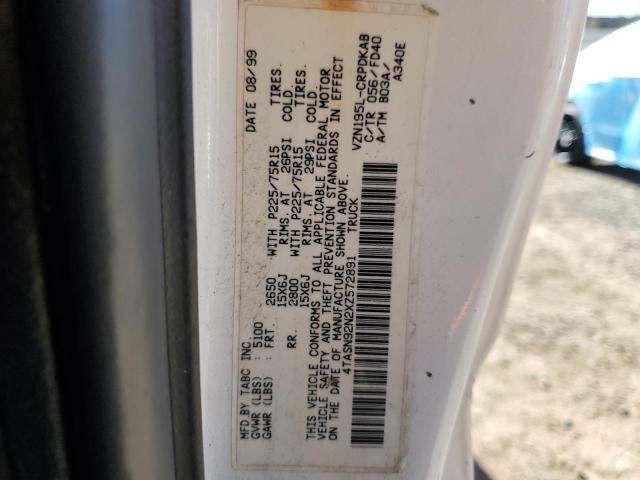 MFD.BY TABC INC. DATE 08/99
GVWR (LBS) : 5100
GAWR (LBS) : FRT. 2650 WITH P225/75R15 TIRES.
15X6J RIMS. AT 26PSI COLD.
RR. 2800 WITH P225/75R15 TIRES.
15X6J RIMS. AT 29PSI COLD.
THIS VEHICLE CONFORMS TO ALL APPLICABLE FEDERAL MOTOR
VEHICLE SAFETY AND THEFT PREVENTION STANDARDS IN EFFECT
ON THE DATE OF MANUFACTURE SHOWN ABOVE.
4TASN92N2XZ572891 TRUCK
VZN195L-CRPDKAB
C/TR 056/FD40
A/TM B03A/
A340E